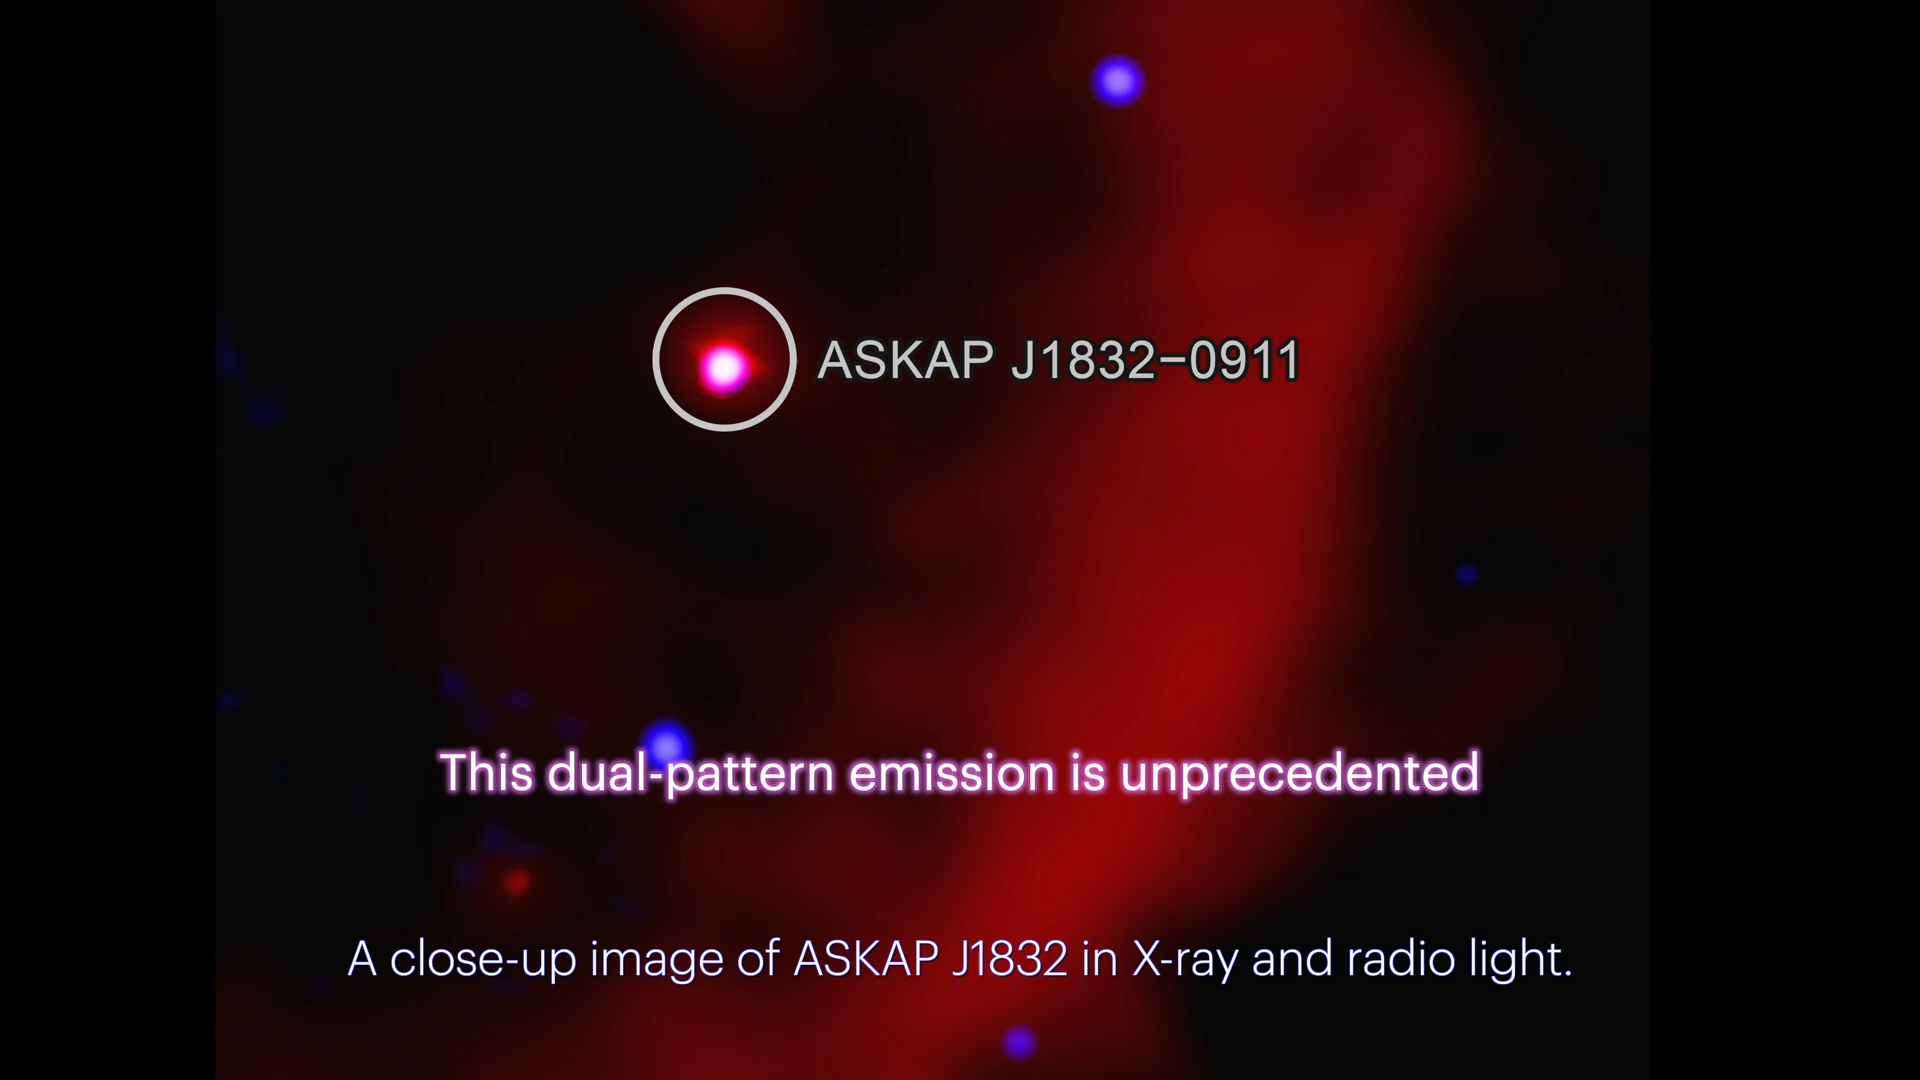 ASKAP J1832−0911
This dual-pattern emission is unprecedented
A close-up image of ASKAP J1832 in X-ray and radio light.